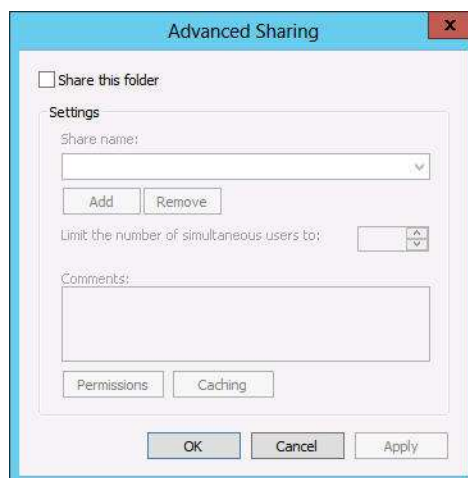 Advanced Sharing
x
Share this folder
Settings
Share name:
Add Remove
Limit the number of simultaneous users to:
Comments:
Permissions Caching
OK Cancel Apply